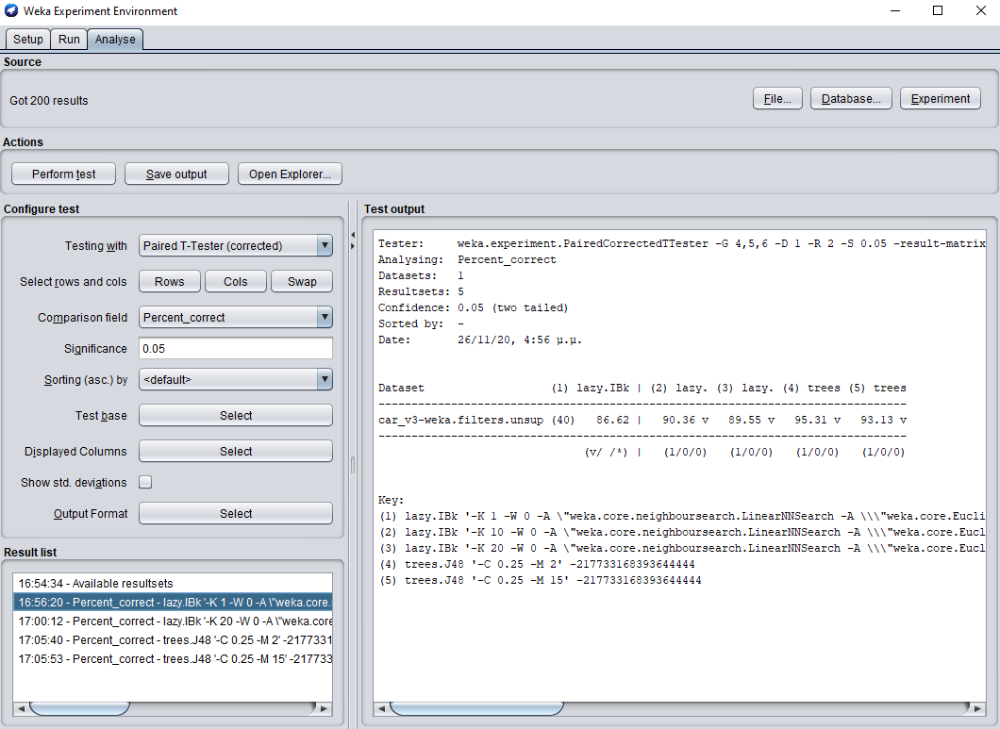 Weka Experiment Environment
Setup Run Analyse
Source
Got 200 results File... Database... Experiment
Actions
Perform test Save output Open Explorer...
Configure test
Testing with Paired T-Tester (corrected)
Select rows and cols Rows Cols Swap
Comparison field Percent_correct
Significance 0.05
Sorting (asc.) by <default>
Test base Select
Displayed Columns Select
Show std. deviations
Output Format Select
Result list
16:54:34 - Available resultsets
16:56:20 - Percent_correct - lazy.IBk '-K 1 -W 0 -A \"weka.core.
17:00:12 - Percent_correct - lazy.IBk '-K 20 -W 0 -A \"weka.core
17:05:40 - Percent_correct - trees.J48 '-C 0.25 -M 2' -2177331
17:05:53 - Percent_correct - trees.J48 '-C 0.25 -M 15' -217733
Test output
Tester: weka.experiment.PairedCorrectedTTester -G 4,5,6 -D 1 -R 2 -S 0.05 -result-matrix
Analysing: Percent_correct
Datasets: 1
Resultsets: 5
Confidence: 0.05 (two tailed)
Sorted by: -
Date: 26/11/20, 4:56 μ.μ.
Dataset (1) lazy.IBk | (2) lazy. (3) lazy. (4) trees (5) trees
--------------------------------------------------------------------------------
car_v3-weka.filters.unsup (40) 86.62 | 90.36 v 89.55 v 95.31 v 93.13 v
--------------------------------------------------------------------------------
(v/ /*) | (1/0/0) (1/0/0) (1/0/0) (1/0/0)
Key:
(1) lazy.IBk '-K 1 -W 0 -A \"weka.core.neighboursearch.LinearNNSearch -A \\\"weka.core.Eucli
(2) lazy.IBk '-K 10 -W 0 -A \"weka.core.neighboursearch.LinearNNSearch -A \\\"weka.core.Eucl
(3) lazy.IBk '-K 20 -W 0 -A \"weka.core.neighboursearch.LinearNNSearch -A \\\"weka.core.Eucl
(4) trees.J48 '-C 0.25 -M 2' -217733168393644444
(5) trees.J48 '-C 0.25 -M 15' -217733168393644444